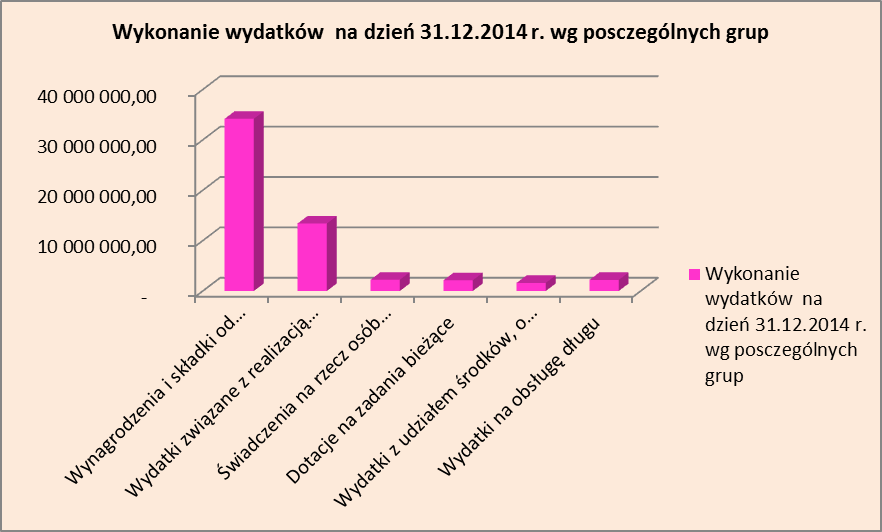 Wykonanie wydatków  na dzień 31.12.2014 r. wg posczególnych grup
40 000 000,00
30 000 000,00
20 000 000,00
10 000 000,00
-
Wynagrodzenia i składki od...
Wydatki związane z realizacją...
Świadczenia na rzecz osób...
Dotacje na zadania bieżące
Wydatki z udziałem środków, o...
Wydatki na obsługę długu
Wykonanie
wydatków  na
dzień 31.12.2014 r.
wg posczególnych
grup